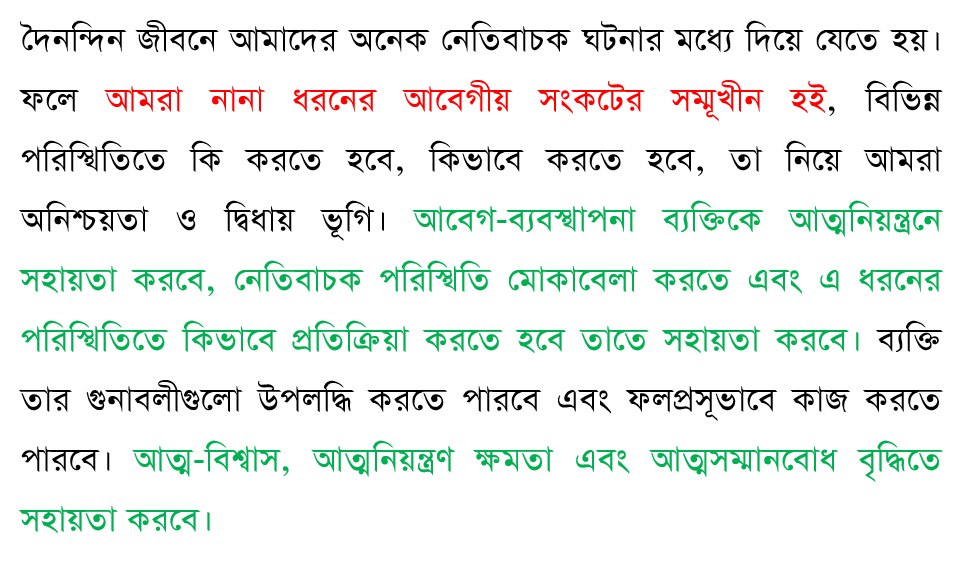 দৈনন্দিন জীবনে আমাদের অনেক নেতিবাচক ঘটনার মধ্যে দিয়ে যেতে হয়।
ফলে আমরা নানা ধরনের আবেগীয় সংকটের সম্মূখীন হই, বিভিন্ন
পরিস্থিতিতে কি করতে হবে, কিভাবে করতে হবে, তা নিয়ে আমরা
অনিশ্চয়তা ও দ্বিধায় ভূগি। আবেগ-ব্যবস্থাপনা ব্যক্তিকে আত্মনিয়ন্ত্রনে
সহায়তা করবে, নেতিবাচক পরিস্থিতি মোকাবেলা করতে এবং এ ধরনের
পরিস্থিতিতে কিভাবে প্রতিক্রিয়া করতে হবে তাতে সহায়তা করবে। ব্যক্তি
তার গুনাবলীগুলো উপলদ্ধি করতে পারবে এবং ফলপ্রসূভাবে কাজ করতে
পারবে। আত্ম-বিশ্বাস, আত্মনিয়ন্ত্রণ ক্ষমতা এবং আত্মসম্মানবোধ বৃদ্ধিতে
সহায়তা করবে।